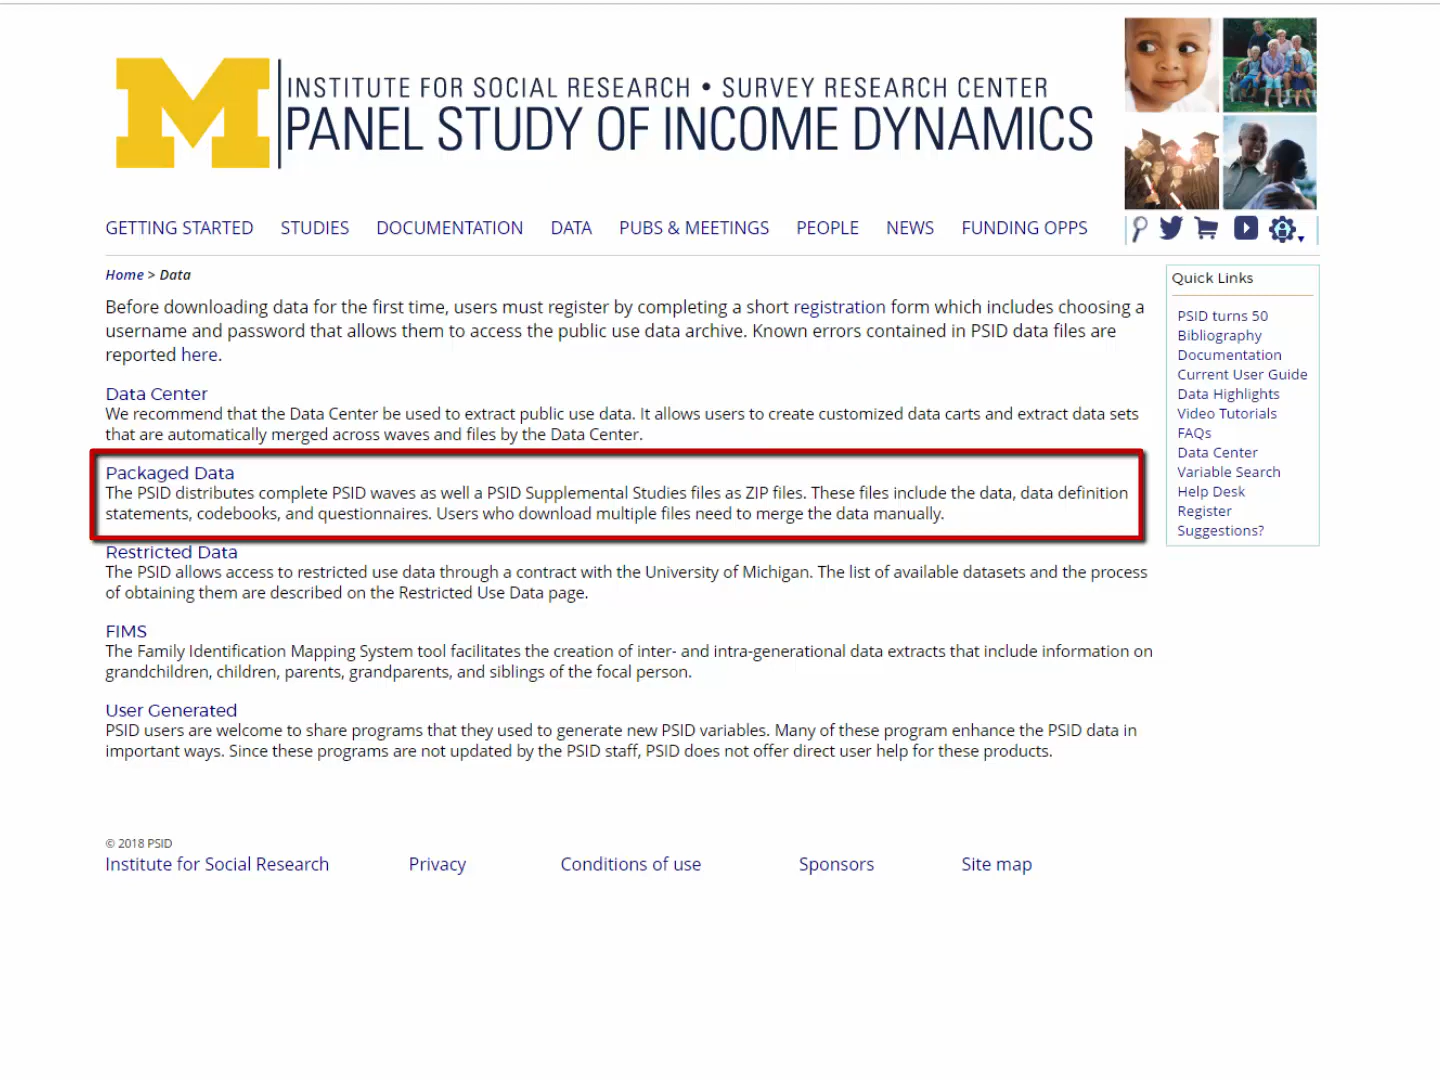 INSTITUTE FOR SOCIAL RESEARCH • SURVEY RESEARCH CENTER
PANEL STUDY OF INCOME DYNAMICS
GETTING STARTED STUDIES DOCUMENTATION DATA PUBS & MEETINGS PEOPLE NEWS FUNDING OPPS
Home > Data
Before downloading data for the first time, users must register by completing a short registration form which includes choosing a
username and password that allows them to access the public use data archive. Known errors contained in PSID data files are
reported here.
Data Center
We recommend that the Data Center be used to extract public use data. It allows users to create customized data carts and extract data sets
that are automatically merged across waves and files by the Data Center.
Packaged Data
The PSID distributes complete PSID waves as well a PSID Supplemental Studies files as ZIP files. These files include the data, data definition
statements, codebooks, and questionnaires. Users who download multiple files need to merge the data manually.
Restricted Data
The PSID allows access to restricted use data through a contract with the University of Michigan. The list of available datasets and the process
of obtaining them are described on the Restricted Use Data page.
FIMS
The Family Identification Mapping System tool facilitates the creation of inter- and intra-generational data extracts that include information on
grandchildren, children, parents, grandparents, and siblings of the focal person.
User Generated
PSID users are welcome to share programs that they used to generate new PSID variables. Many of these program enhance the PSID data in
important ways. Since these programs are not updated by the PSID staff, PSID does not offer direct user help for these products.
Quick Links
PSID turns 50
Bibliography
Documentation
Current User Guide
Data Highlights
Video Tutorials
FAQs
Data Center
Variable Search
Help Desk
Register
Suggestions?
© 2018 PSID
Institute for Social Research Privacy Conditions of use Sponsors Site map